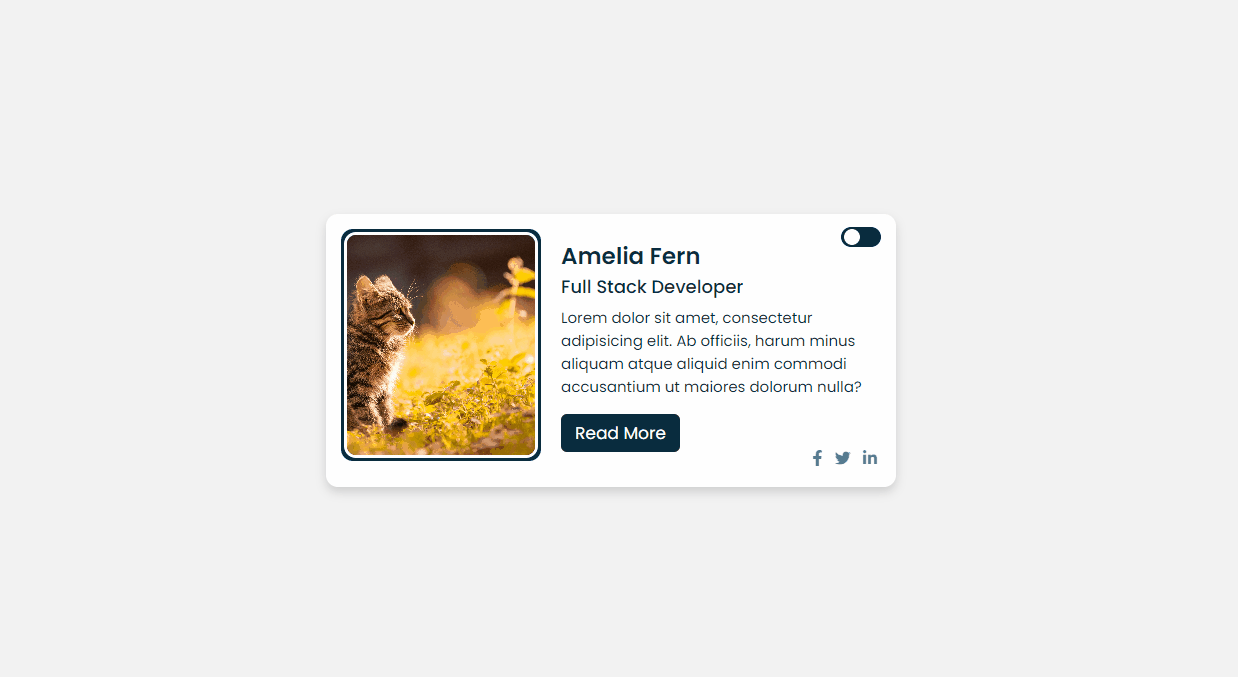 Amelia Fern
Full Stack Developer
Lorem dolor sit amet, consectetur
adipisicing elit. Ab officiis, harum minus
aliquam atque aliquid enim commodi
accusantium ut maiores dolorum nulla?
Read More